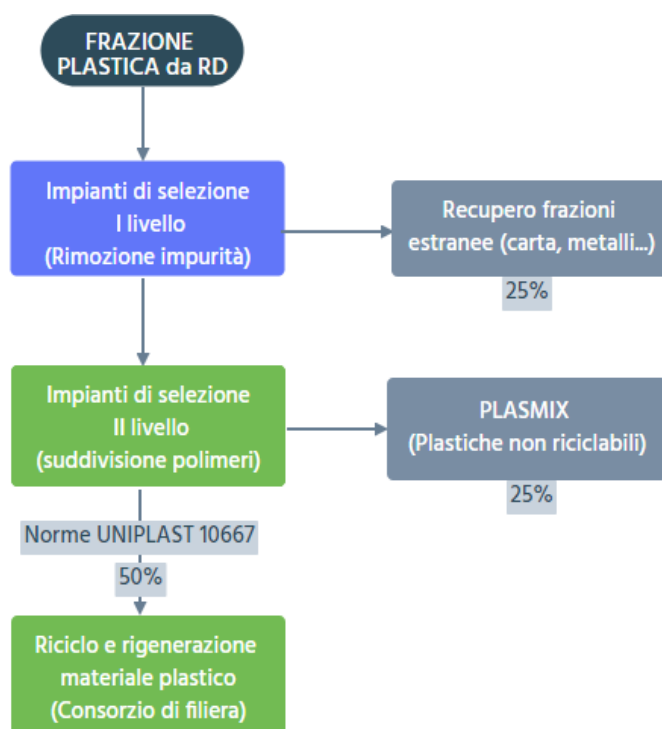 FRAZIONE
PLASTICA da RD
Impianti di selezione
I livello
(Rimozione impurità)
Recupero frazioni
estranee (carta, metalli...)
25%
Impianti di selezione
II livello
(suddivisione polimeri)
PLASMIX
(Plastiche non riciclabili)
25%
Norme UNIPLAST 10667
50%
Riciclo e rigenerazione
materiale plastico
(Consorzio di filiera)